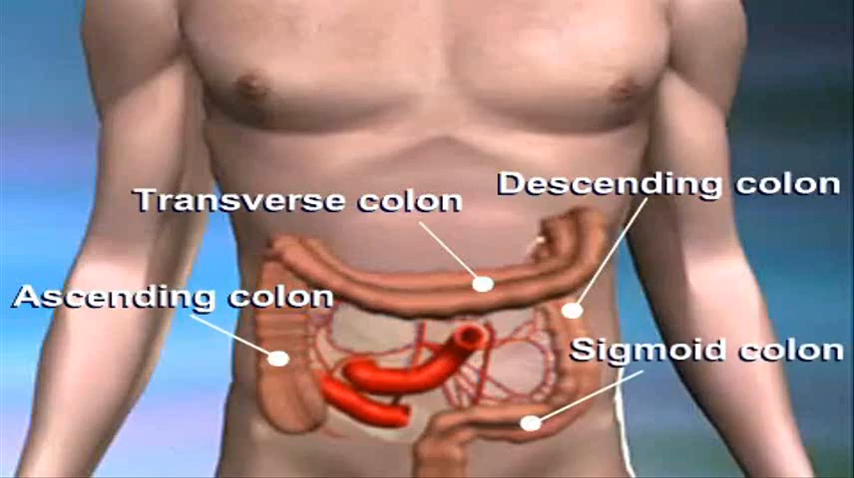 Descending colon
Transverse colon
Ascending colon
Sigmoid colon